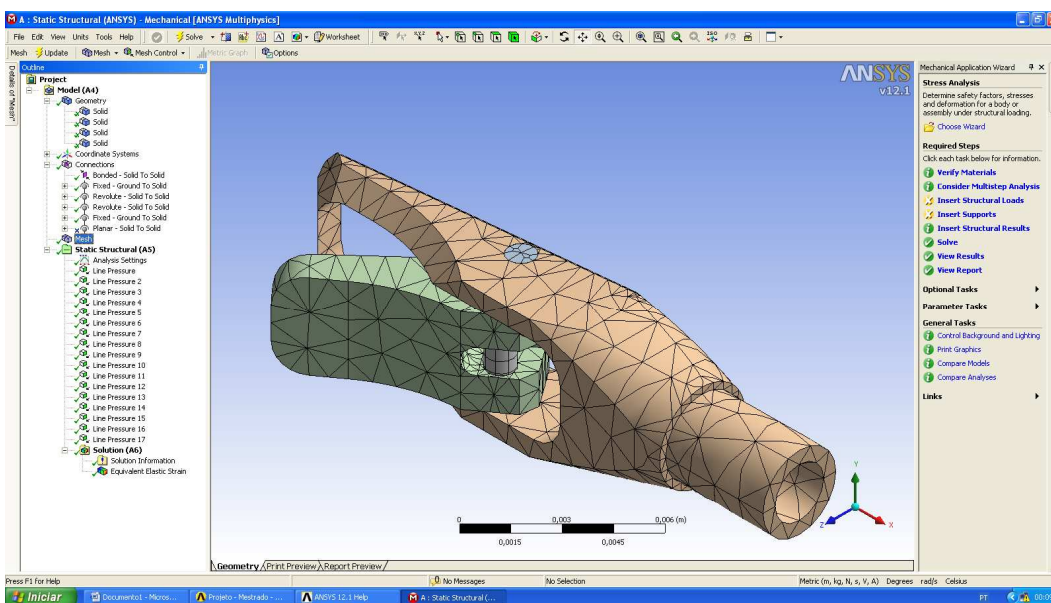 A : Static Structural (ANSYS) - Mechanical [ANSYS Multiphysics]
File Edit View Units Tools Help Solve Worksheet
Mesh Update Mesh Mesh Control Metric Graph Options
Details of "Mesh"
Outline
Project
Model (A4)
Geometry
Solid
Solid
Solid
Solid
Coordinate Systems
Connections
Bonded - Solid To Solid
Fixed - Ground To Solid
Revolute - Solid To Solid
Revolute - Solid To Solid
Fixed - Ground To Solid
Planar - Solid To Solid
Mesh
Static Structural (A5)
Analysis Settings
Line Pressure
Line Pressure 2
Line Pressure 3
Line Pressure 4
Line Pressure 5
Line Pressure 6
Line Pressure 7
Line Pressure 8
Line Pressure 9
Line Pressure 10
Line Pressure 11
Line Pressure 12
Line Pressure 13
Line Pressure 14
Line Pressure 15
Line Pressure 16
Line Pressure 17
Solution (A6)
Solution Information
Equivalent Elastic Strain
ANSYS
v12.1
0 0,003 0,006 (m)
0,0015 0,0045
Y
Z X
Geometry Print Preview Report Preview
Mechanical Application Wizard
Stress Analysis
Determine safety factors, stresses
and deformation for a body or
assembly under structural loading.
Choose Wizard
Required Steps
Click each task below for information.
Verify Materials
Consider Multistep Analysis
Insert Structural Loads
Insert Supports
Insert Structural Results
Solve
View Results
View Report
Optional Tasks
Parameter Tasks
General Tasks
Control Background and Lighting
Print Graphics
Compare Models
Compare Analyses
Links
Press F1 for Help No Messages No Selection Metric (m, kg, N, s, V, A) Degrees rad/s Celsius
Iniciar Documento1 - Micros... Projeto - Mestrado - ... ANSYS 12.1 Help A : Static Structural (... PT